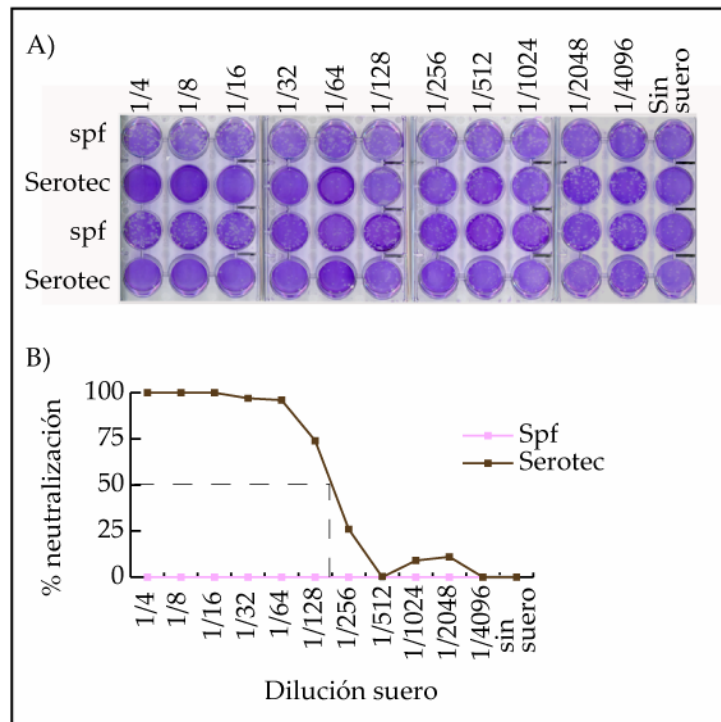 A)
1/4 1/8 1/16 1/32 1/64 1/128 1/256 1/512 1/1024 1/2048 1/4096 Sin suero
spf
Serotec
spf
Serotec
B)
% neutralización
100
75
50
25
0
Spf
Serotec
1/4 1/8 1/16 1/32 1/64 1/128 1/256 1/512 1/1024 1/2048 1/4096 sin suero
Dilución suero